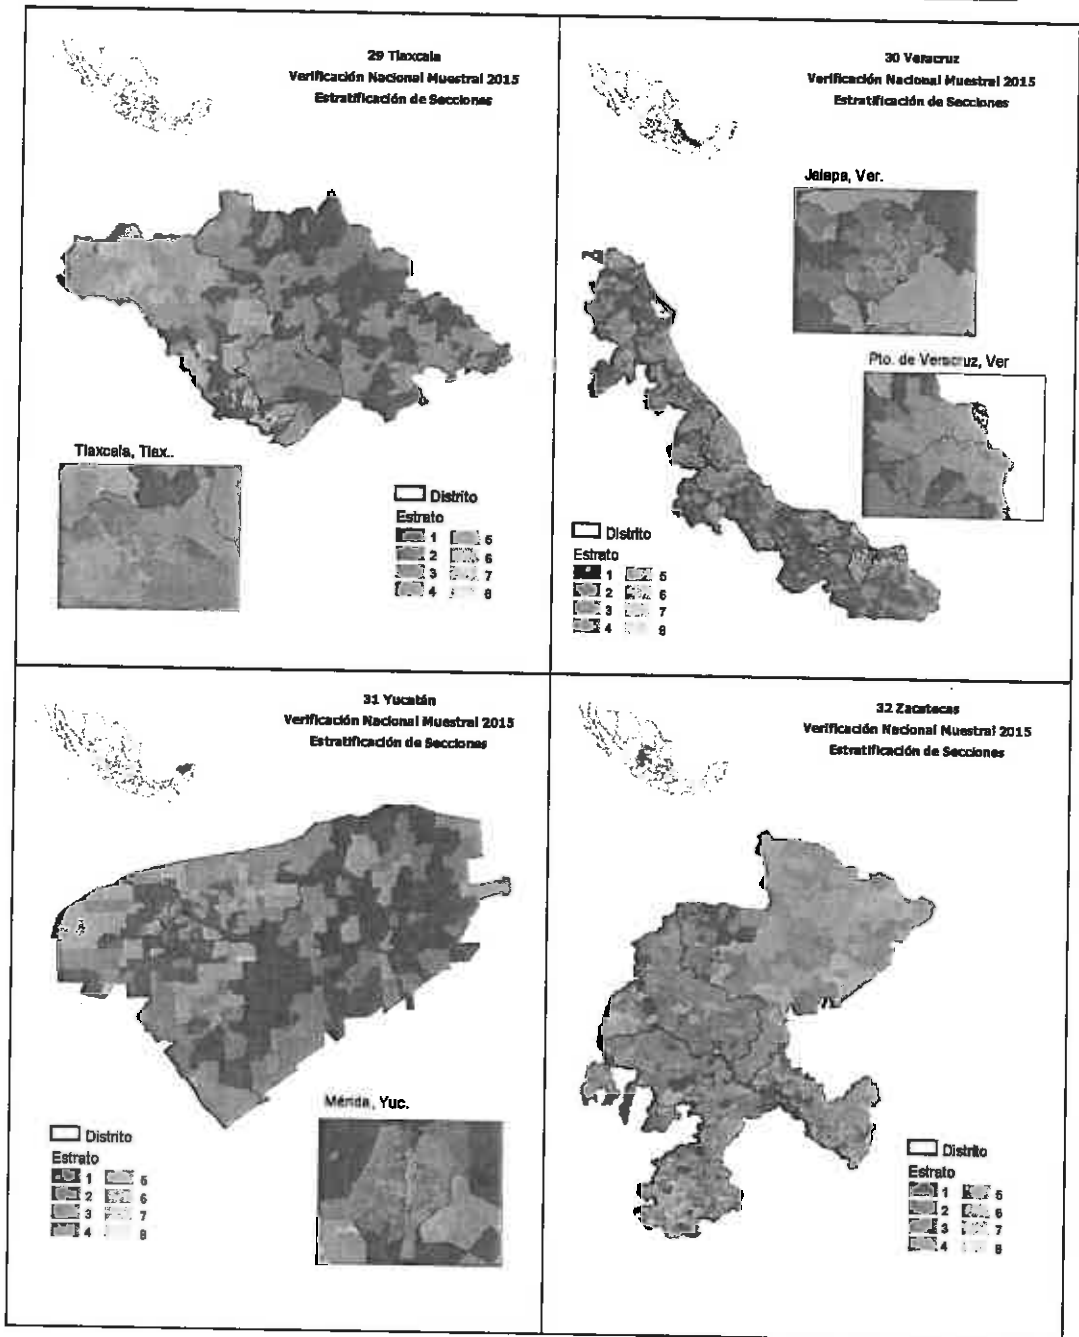 29 Tlaxcala
Verificación Nacional Muestral 2015
Estratificación de Secciones
Tlaxcala, Tlax..
Distrito
Estrato
1 5
2 6
3 7
4 8
30 Veracruz
Verificación Nacional Muestral 2015
Estratificación de Secciones
Jalapa, Ver.
Pto. de Veracruz, Ver
Distrito
Estrato
1 5
2 6
3 7
4 8
31 Yucatán
Verificación Nacional Muestral 2015
Estratificación de Secciones
Mérida, Yuc.
Distrito
Estrato
1 5
2 6
3 7
4 8
32 Zacatecas
Verificación Nacional Muestral 2015
Estratificación de Secciones
Distrito
Estrato
1 5
2 6
3 7
4 8